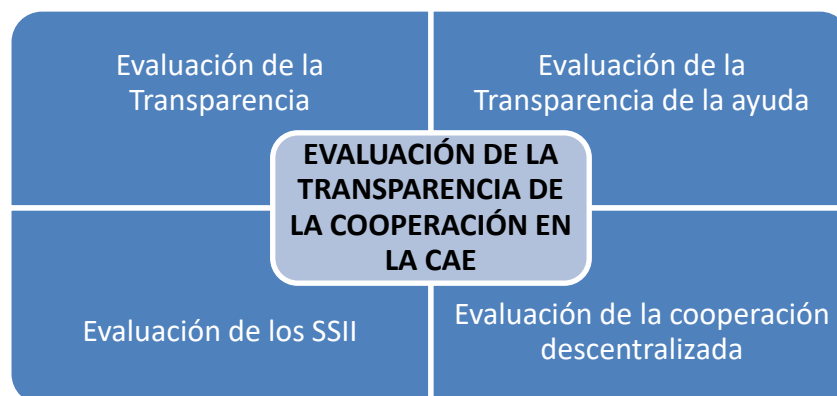 Evaluación de la
Transparencia
Evaluación de la
Transparencia de la ayuda
EVALUACIÓN DE LA
TRANSPARENCIA DE
LA COOPERACIÓN EN
LA CAE
Evaluación de los SSII
Evaluación de la cooperación
descentralizada